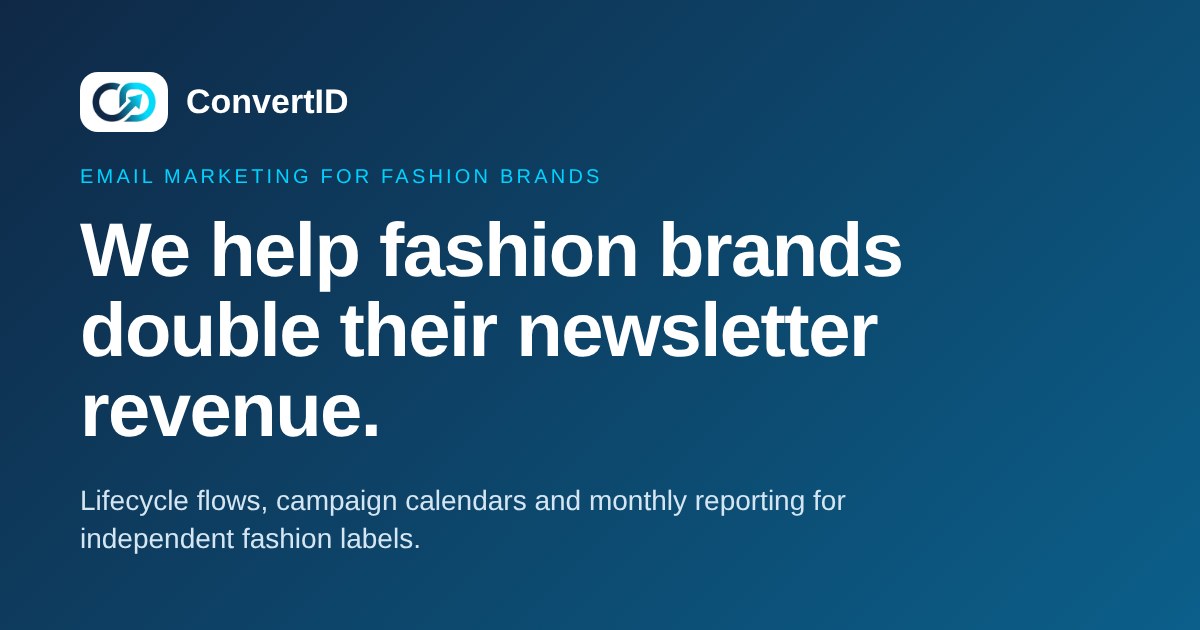 ConvertID
EMAIL MARKETING FOR FASHION BRANDS
We help fashion brands
double their newsletter
revenue.
Lifecycle flows, campaign calendars and monthly reporting for
independent fashion labels.